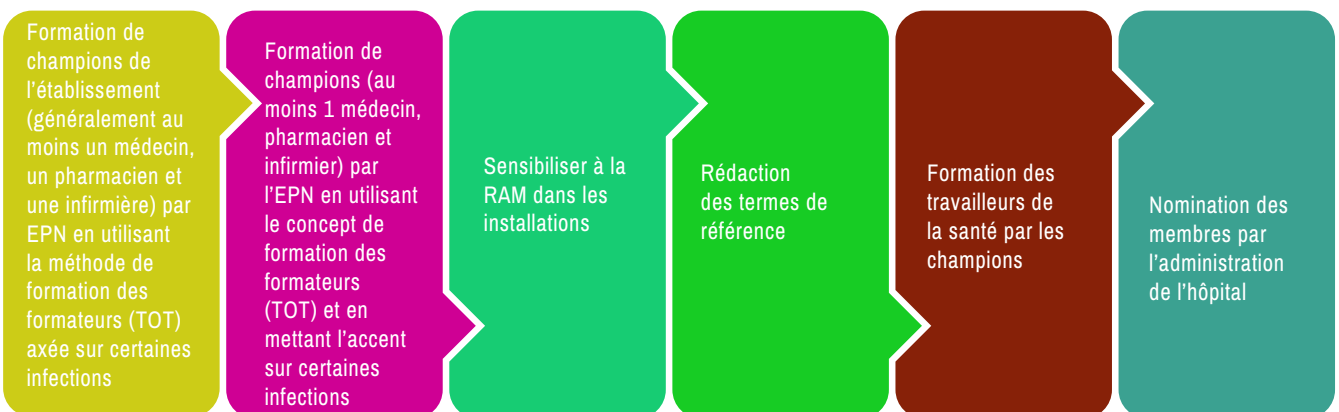 Formation de
champions de
l’établissement
(généralement au
moins un médecin,
un pharmacien et
une infirmière) par
EPN en utilisant
la méthode de
formation des
formateurs (TOT)
axée sur certaines
infections
Formation de
champions (au
moins 1 médecin,
pharmacien et
infirmier) par
l’EPN en utilisant
le concept de
formation des
formateurs
(TOT) et en
mettant l’accent
sur certaines
infections
Sensibiliser à la
RAM dans les
installations
Rédaction
des termes de
référence
Formation des
travailleurs de
la santé par les
champions
Nomination des
membres par
l’administration
de l’hôpital